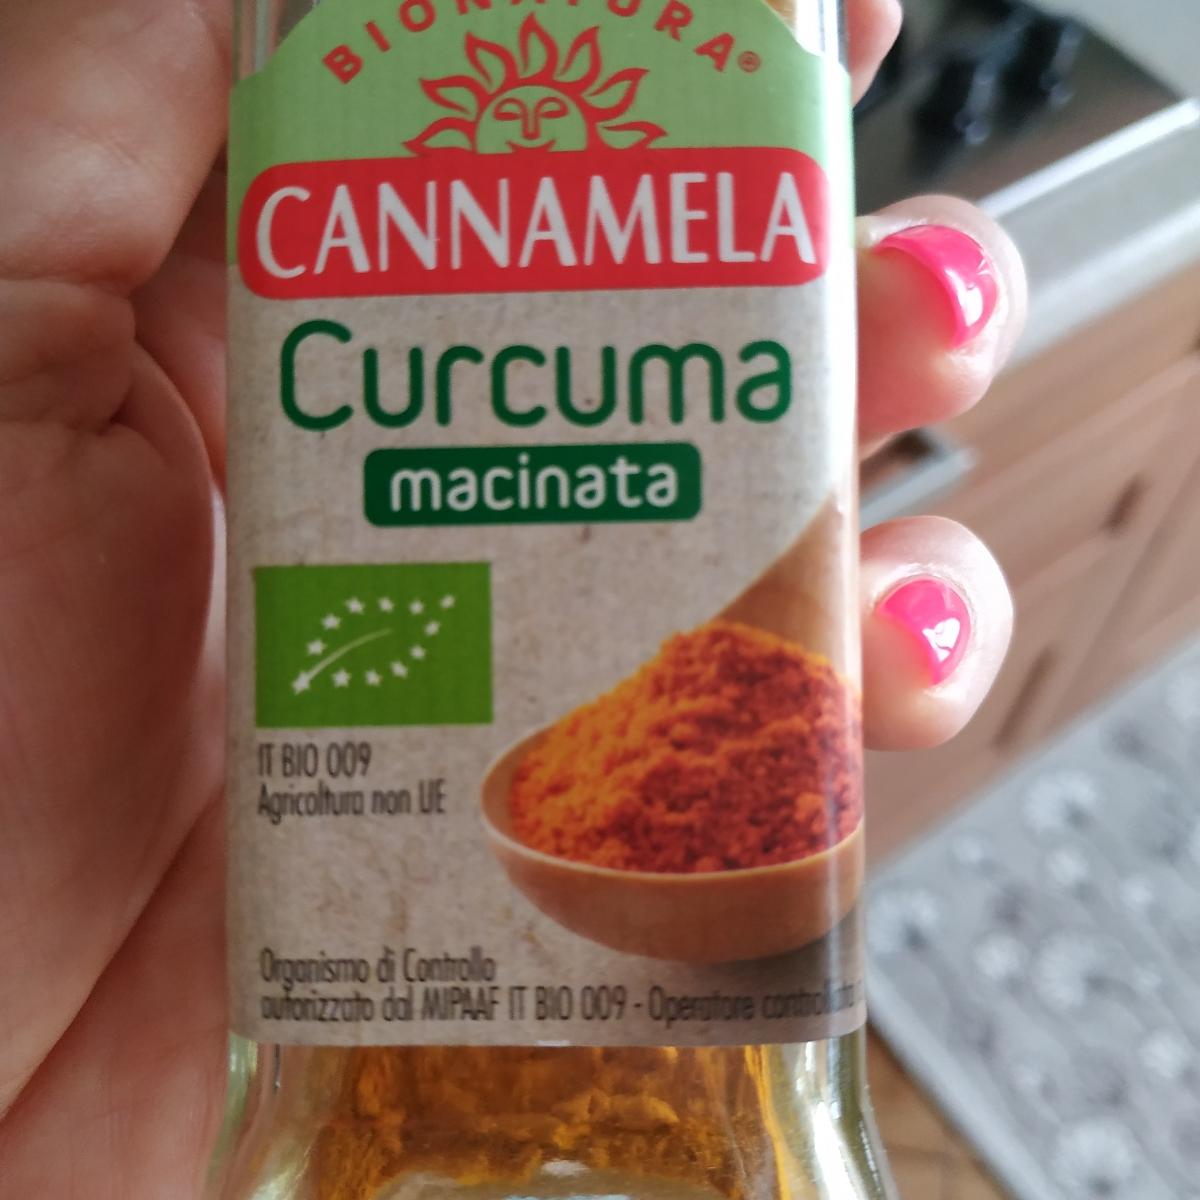 BIONATURA®
CANNAMELA
Curcuma
macinata
IT BIO 009
Agricoltura non UE
Organismo di Controllo
autorizzato dal MIPAAF IT BIO 009 - Operatore controllato